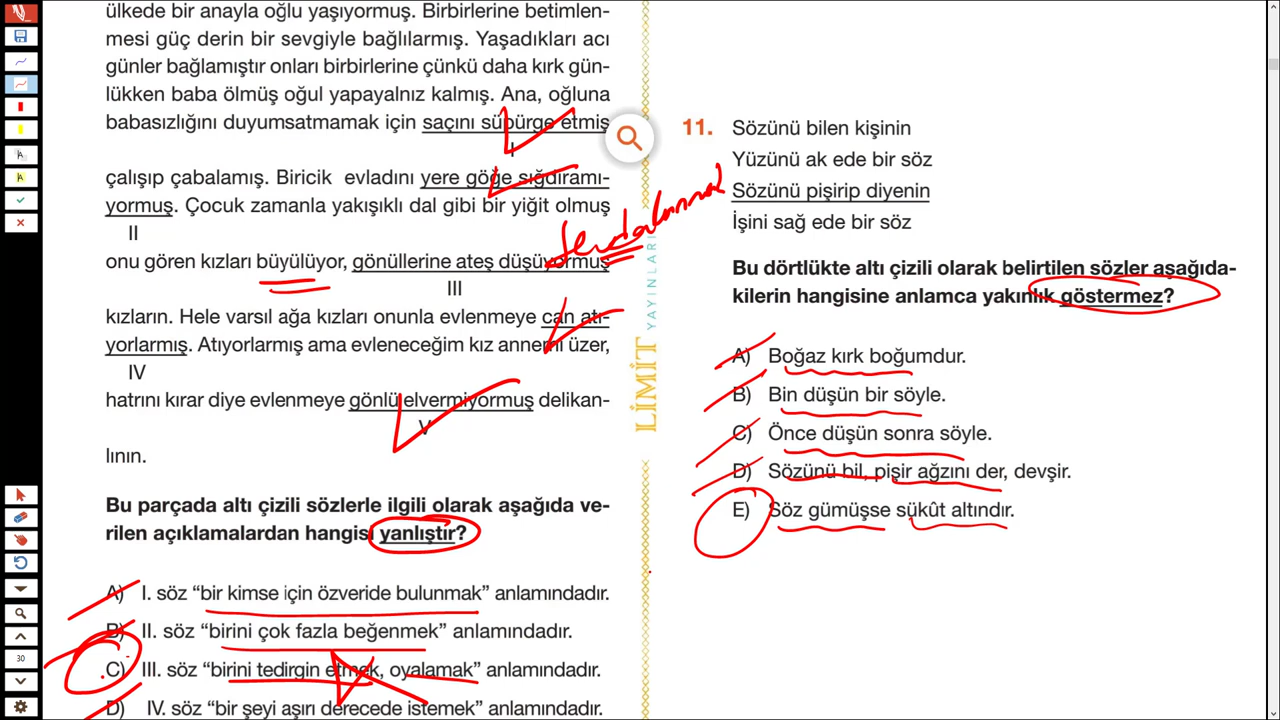 ülkede bir anayla oğlu yaşıyormuş. Birbirlerine betimlen-
mesi güç derin bir sevgiyle bağlılarmış. Yaşadıkları acı
günler bağlamıştır onları birbirlerine çünkü daha kırk gün-
lükken baba ölmüş oğul yapayalnız kalmış. Ana, oğluna
babasızlığını duyumsatmamak için saçını süpürge etmiş
I
çalışıp çabalamış. Biricik evladını yere göğe sığdıramı-
yormuş. Çocuk zamanla yakışıklı dal gibi bir yiğit olmuş
II
onu gören kızları büyülüyor, gönüllerine ateş düşüyormuş
III
kızların. Hele varsıl ağa kızları onunla evlenmeye can atı-
yorlarmış. Atıyorlarmış ama evleneceğim kız annemi üzer,
IV
hatrını kırar diye evlenmeye gönlü elvermiyormuş delikan-
V
lının.
Bu parçada altı çizili sözlerle ilgili olarak aşağıda ve-
rilen açıklamalardan hangisi yanlıştır?
A) I. söz “bir kimse için özveride bulunmak” anlamındadır.
B) II. söz “birini çok fazla beğenmek” anlamındadır.
C) III. söz “birini tedirgin etmek, oyalamak” anlamındadır.
D) IV. söz “bir şeyi aşırı derecede istemek” anlamındadır.
sevdalanmak
LİMİT YAYINLARI
11. Sözünü bilen kişinin
Yüzünü ak ede bir söz
Sözünü pişirip diyenin
İşini sağ ede bir söz
Bu dörtlükte altı çizili olarak belirtilen sözler aşağıda-
kilerin hangisine anlamca yakınlık göstermez?
A) Boğaz kırk boğumdur.
B) Bin düşün bir söyle.
C) Önce düşün sonra söyle.
D) Sözünü bil, pişir ağzını der, devşir.
E) Söz gümüşse sükût altındır.
30